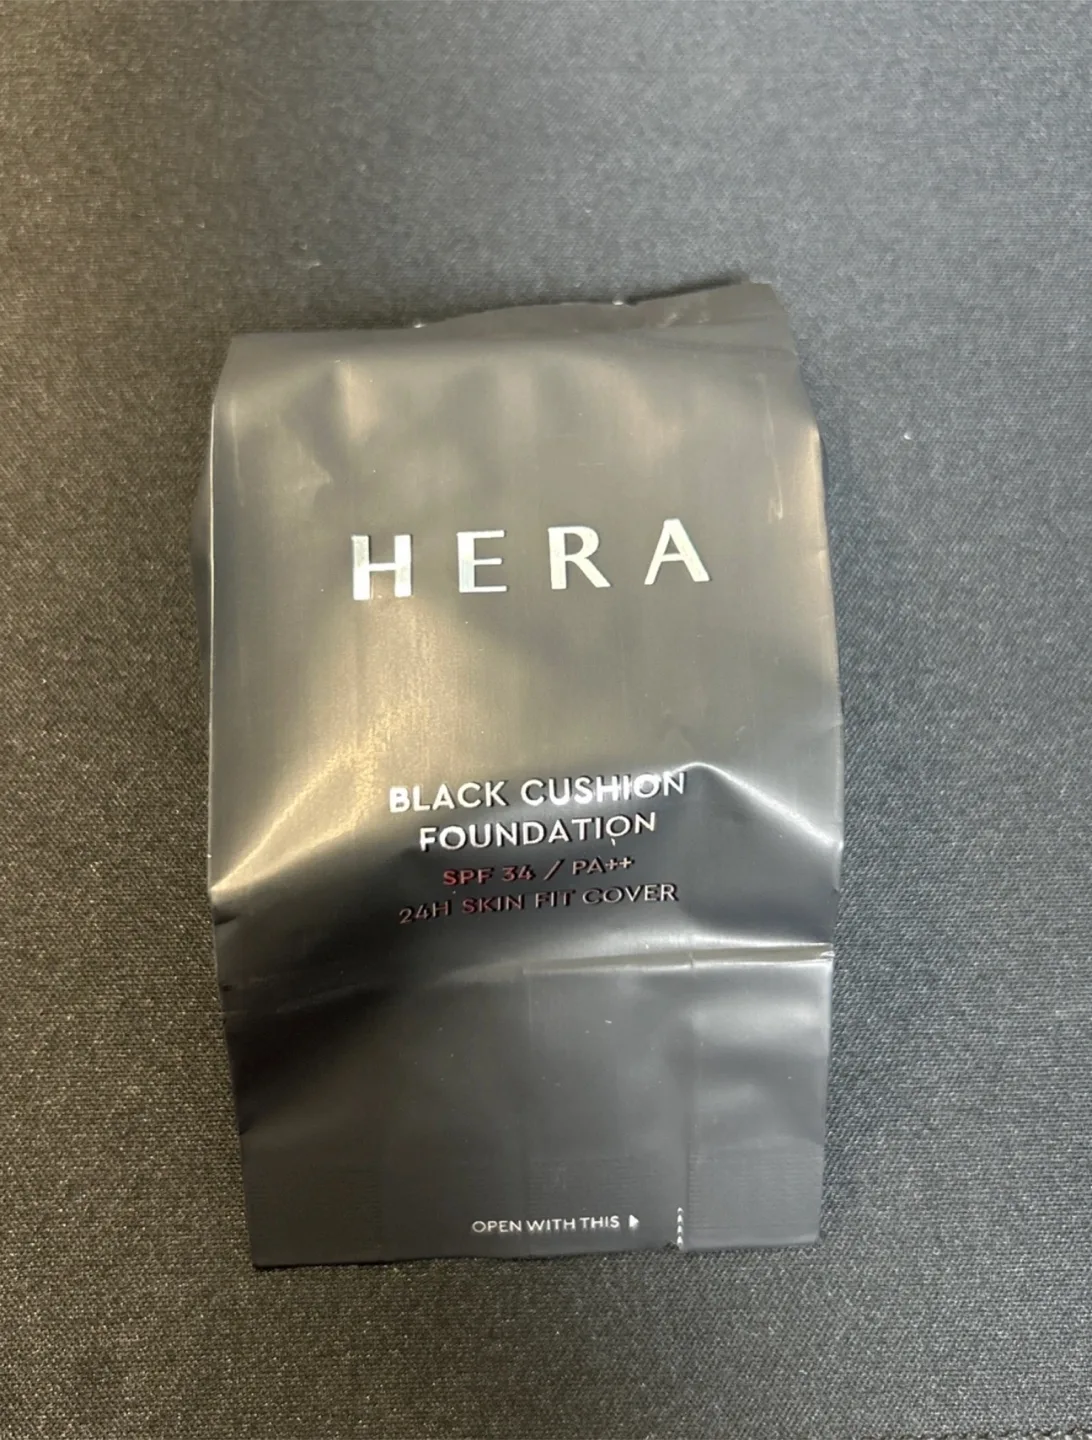 HERA
BLACK CUSHION
FOUNDATION
SPF 34 / PA++
24H SKIN FIT COVER
OPEN WITH THIS ▶